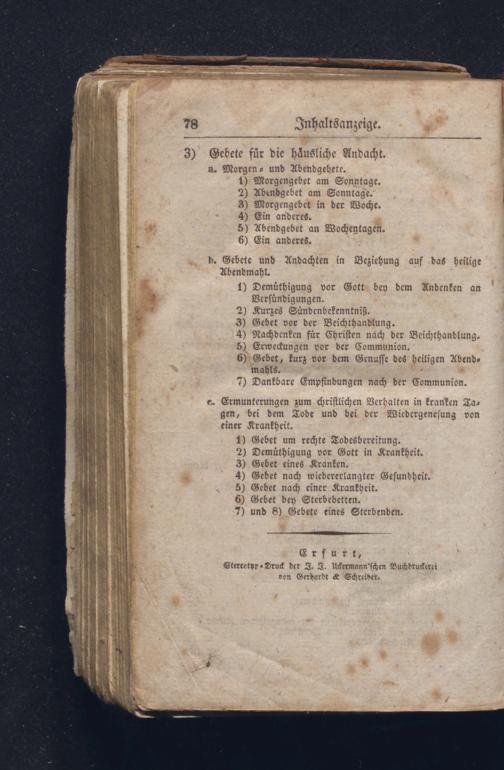 78 Inhaltsanzeige.
3) Gebete für die häusliche Andacht.
a. Morgen- und Abendgebete.
1) Morgengebet am Sonntage.
2) Abendgebet am Sonntage.
3) Morgengebet in der Woche.
4) Ein anderes.
5) Abendgebet an Wochentagen.
6) Ein anderes.
b. Gebete und Andachten in Beziehung auf das heilige
Abendmahl.
1) Demüthigung vor Gott bey dem Andenken an
Versündigungen.
2) Kurzes Sündenbekenntniß.
3) Gebet vor der Beichthandlung.
4) Nachdenken für Christen nach der Beichthandlung.
5) Erweckungen vor der Communion.
6) Gebet, kurz vor dem Genusse des heiligen Abend-
mahls.
7) Dankbare Empfindungen nach der Communion.
c. Ermunterungen zum christlichen Verhalten in kranken Ta-
gen, bei dem Tode und bei der Wiedergenesung von
einer Krankheit.
1) Gebet um rechte Todesbereitung.
2) Demüthigung vor Gott in Krankheit.
3) Gebet eines Kranken.
4) Gebet nach wiedererlangter Gesundheit.
5) Gebet nach einer Krankheit.
6) Gebet bey Sterbebetten.
7) und 8) Gebete eines Sterbenden.
Erfurt,
Stereotyp-Druck der J. J. Uckermann'schen Buchdruckerei
von Gerhardt & Schreiber.